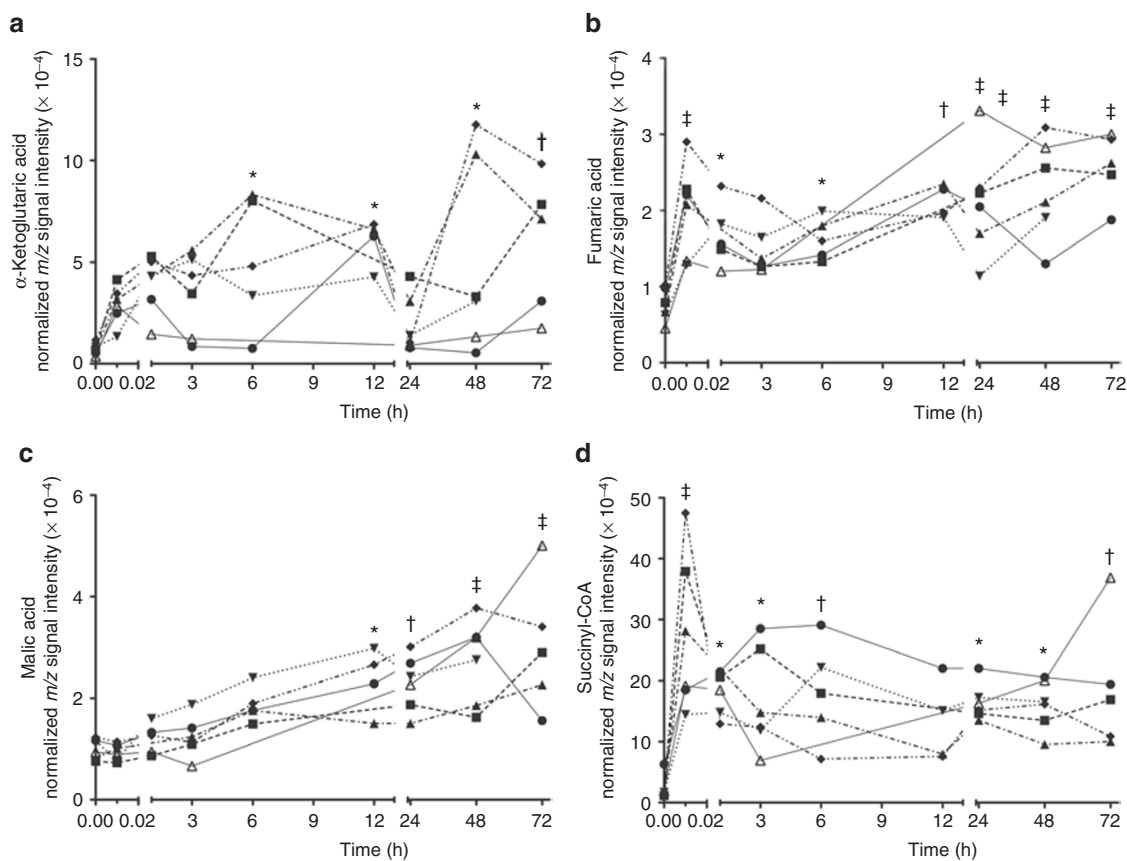 a
α-Ketoglutaric acid
normalized m/z signal intensity (× 10⁻⁴)
15
10
5
0
*
*
*
†
0.00 0.02 3 6 9 12 24 48 72
Time (h)
b
Fumaric acid
normalized m/z signal intensity (× 10⁻⁴)
4
3
2
1
0
‡
*
*
†
‡
‡
‡
‡
0.00 0.02 3 6 9 12 24 48 72
Time (h)
c
Malic acid
normalized m/z signal intensity (× 10⁻⁴)
6
4
2
0
*
†
‡
‡
0.00 0.02 3 6 9 12 24 48 72
Time (h)
d
Succinyl-CoA
normalized m/z signal intensity (× 10⁻⁴)
50
40
30
20
10
0
‡
*
*
†
*
*
†
0.00 0.02 3 6 9 12 24 48 72
Time (h)